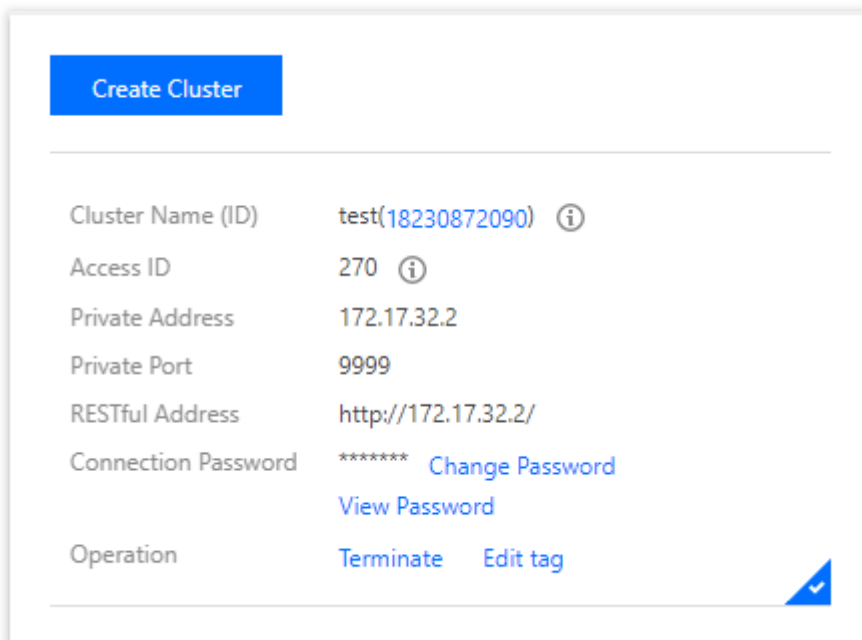 Create Cluster
Cluster Name (ID) test(18230872090)
Access ID 270
Private Address 172.17.32.2
Private Port 9999
RESTful Address http://172.17.32.2/
Connection Password ******* Change Password
View Password
Operation Terminate Edit tag